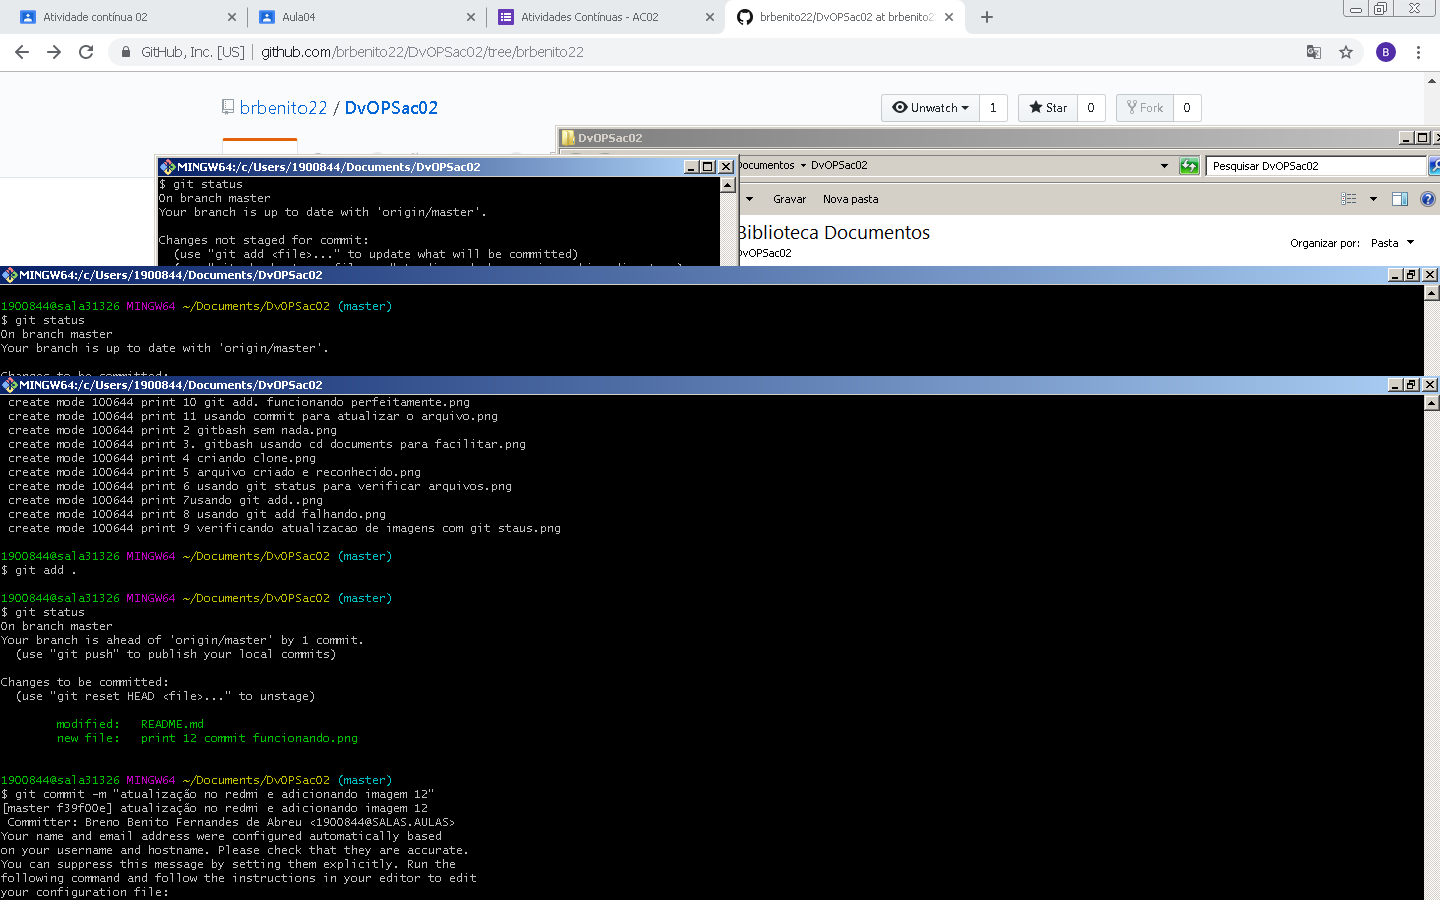 Atividade contínua 02
Aula04
Atividades Contínuas - AC02
brbenito22/DvOPSac02 at brbenito2
GitHub, Inc. [US] | github.com/brbenito22/DvOPSac02/tree/brbenito22
B
brbenito22 / DvOPSac02
Unwatch 1
Star 0
Fork 0
DvOPSac02
ocumentos DvOPSac02
Pesquisar DvOPSac02
Gravar Nova pasta
Biblioteca Documentos
DvOPSac02
Organizar por: Pasta
MINGW64:/c/Users/1900844/Documents/DvOPSac02
$ git status
On branch master
Your branch is up to date with 'origin/master'.
Changes not staged for commit:
(use "git add <file>..." to update what will be committed)
MINGW64:/c/Users/1900844/Documents/DvOPSac02
1900844@sala31326 MINGW64 ~/Documents/DvOPSac02 (master)
$ git status
On branch master
Your branch is up to date with 'origin/master'.
Changes to be committed:
MINGW64:/c/Users/1900844/Documents/DvOPSac02
create mode 100644 print 10 git add. funcionando perfeitamente.png
create mode 100644 print 11 usando commit para atualizar o arquivo.png
create mode 100644 print 2 gitbash sem nada.png
create mode 100644 print 3. gitbash usando cd documents para facilitar.png
create mode 100644 print 4 criando clone.png
create mode 100644 print 5 arquivo criado e reconhecido.png
create mode 100644 print 6 usando git status para verificar arquivos.png
create mode 100644 print 7usando git add..png
create mode 100644 print 8 usando git add falhando.png
create mode 100644 print 9 verificando atualizacao de imagens com git staus.png
1900844@sala31326 MINGW64 ~/Documents/DvOPSac02 (master)
$ git add .
1900844@sala31326 MINGW64 ~/Documents/DvOPSac02 (master)
$ git status
On branch master
Your branch is ahead of 'origin/master' by 1 commit.
(use "git push" to publish your local commits)
Changes to be committed:
(use "git reset HEAD <file>..." to unstage)
modified: README.md
new file: print 12 commit funcionando.png
1900844@sala31326 MINGW64 ~/Documents/DvOPSac02 (master)
$ git commit -m "atualização no redmi e adicionando imagem 12"
[master f39f00e] atualização no redmi e adicionando imagem 12
Committer: Breno Benito Fernandes de Abreu <1900844@SALAS.AULAS>
Your name and email address were configured automatically based
on your username and hostname. Please check that they are accurate.
You can suppress this message by setting them explicitly. Run the
following command and follow the instructions in your editor to edit
your configuration file: